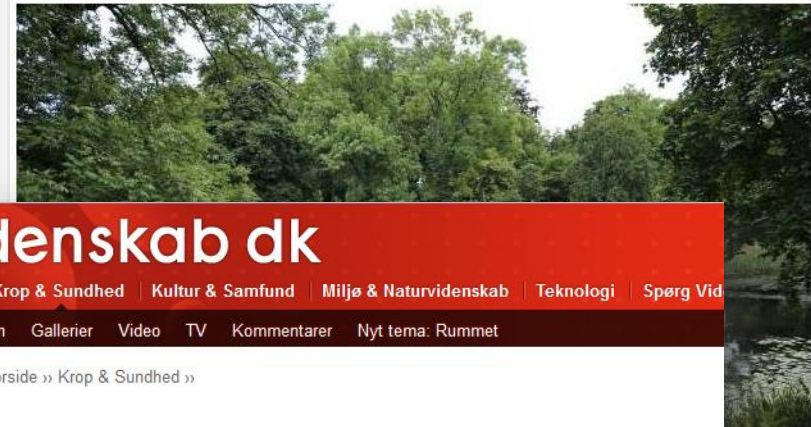 denskab dk
Krop & Sundhed Kultur & Samfund Miljø & Naturvidenskab Teknologi Spørg Vid
Gallerier Video TV Kommentarer Nyt tema: Rummet
rside ›› Krop & Sundhed ››